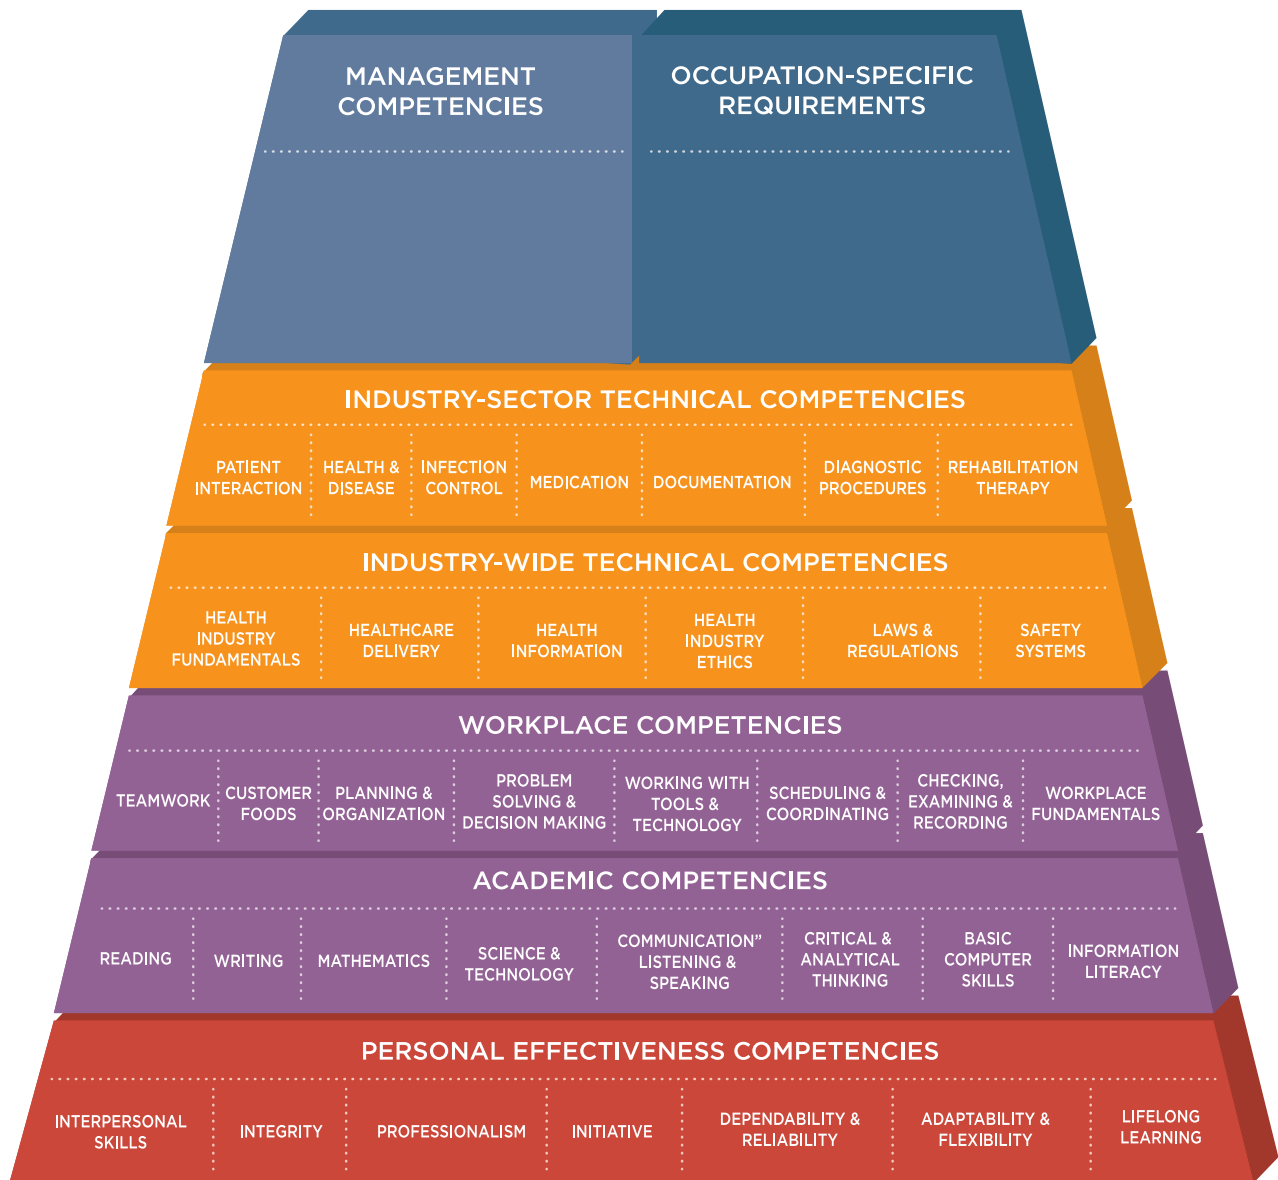 MANAGEMENT
COMPETENCIES
OCCUPATION-SPECIFIC
REQUIREMENTS
INDUSTRY-SECTOR TECHNICAL COMPETENCIES
PATIENT
INTERACTION
HEALTH &
DISEASE
INFECTION
CONTROL
MEDICATION
DOCUMENTATION
DIAGNOSTIC
PROCEDURES
REHABILITATION
THERAPY
INDUSTRY-WIDE TECHNICAL COMPETENCIES
HEALTH
INDUSTRY
FUNDAMENTALS
HEALTHCARE
DELIVERY
HEALTH
INFORMATION
HEALTH
INDUSTRY
ETHICS
LAWS &
REGULATIONS
SAFETY
SYSTEMS
WORKPLACE COMPETENCIES
TEAMWORK
CUSTOMER
FOODS
PLANNING &
ORGANIZATION
PROBLEM
SOLVING &
DECISION MAKING
WORKING WITH
TOOLS &
TECHNOLOGY
SCHEDULING &
COORDINATING
CHECKING,
EXAMINING &
RECORDING
WORKPLACE
FUNDAMENTALS
ACADEMIC COMPETENCIES
READING
WRITING
MATHEMATICS
SCIENCE &
TECHNOLOGY
COMMUNICATION”
LISTENING &
SPEAKING
CRITICAL &
ANALYTICAL
THINKING
BASIC
COMPUTER
SKILLS
INFORMATION
LITERACY
PERSONAL EFFECTIVENESS COMPETENCIES
INTERPERSONAL
SKILLS
INTEGRITY
PROFESSIONALISM
INITIATIVE
DEPENDABILITY &
RELIABILITY
ADAPTABILITY &
FLEXIBILITY
LIFELONG
LEARNING